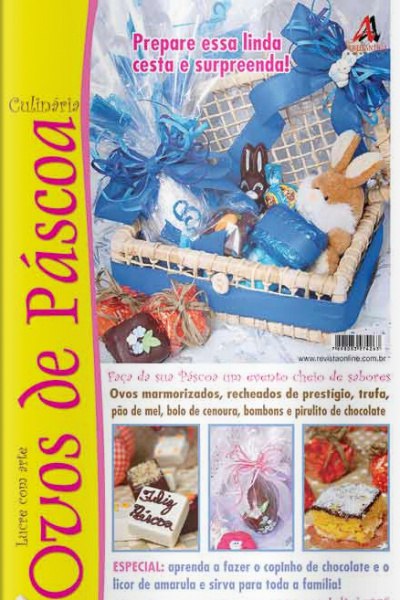 Prepare essa linda
cesta e surpreenda!
Culinária
Ovos de Páscoa
Lucre com arte
www.revistaonline.com.br
Faça da sua Páscoa um evento cheio de sabores
Ovos marmorizados, recheados de prestígio, trufa,
pão de mel, bolo de cenoura, bombons e pirulito de chocolate
Feliz
Páscoa
ESPECIAL: aprenda a fazer o copinho de chocolate e o
licor de amarula e sirva para toda a família!